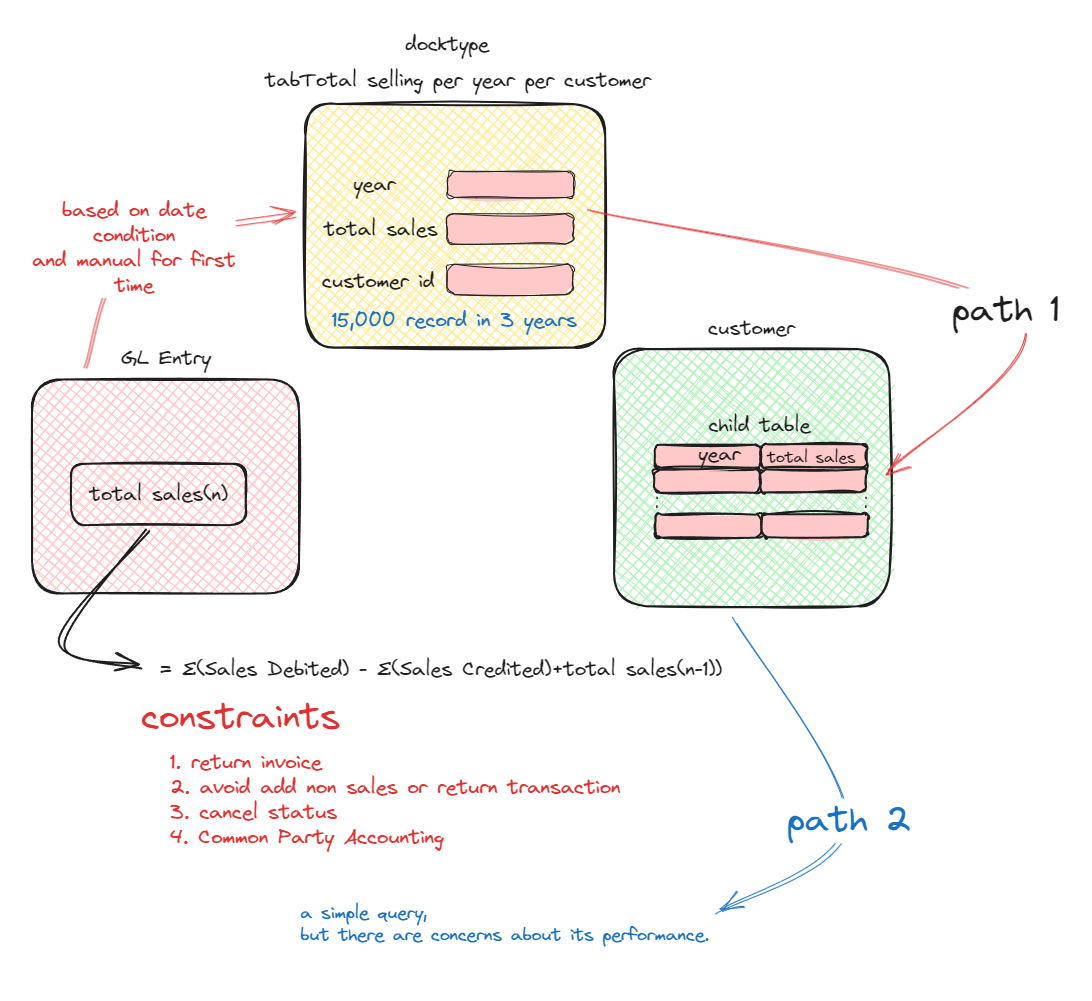 docktype
tabTotal selling per year per customer
year
total sales
customer id
15,000 record in 3 years
based on date
condition
and manual for first
time
path 1
GL Entry
total sales(n)
customer
child table
year total sales
= Σ(Sales Debited) - Σ(Sales Credited)+total sales(n-1))
constraints
1. return invoice
2. avoid add non sales or return transaction
3. cancel status
4. Common Party Accounting
path 2
a simple query,
but there are concerns about its performance.